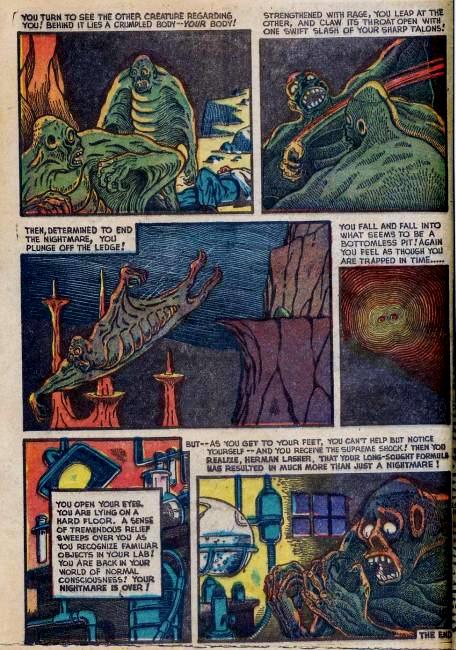 YOU TURN TO SEE THE OTHER CREATURE REGARDING
YOU! BEHIND IT LIES A CRUMPLED BODY--YOUR BODY!
STRENGTHENED WITH RAGE, YOU LEAP AT THE
OTHER, AND CLAW ITS THROAT OPEN WITH
ONE SWIFT SLASH OF YOUR SHARP TALONS!
THEN, DETERMINED TO END
THE NIGHTMARE, YOU
PLUNGE OFF THE LEDGE!
YOU FALL AND FALL INTO
WHAT SEEMS TO BE A
BOTTOMLESS PIT! AGAIN
YOU FEEL AS THOUGH YOU
ARE TRAPPED IN TIME.....
YOU OPEN YOUR EYES.
YOU ARE LYING ON A
HARD FLOOR. A SENSE
OF TREMENDOUS RELIEF
SWEEPS OVER YOU AS
YOU RECOGNIZE FAMILIAR
OBJECTS IN YOUR LAB!
YOU ARE BACK IN YOUR
WORLD OF NORMAL
CONSCIOUSNESS! YOUR
NIGHTMARE IS OVER!
BUT--AS YOU GET TO YOUR FEET, YOU CAN'T HELP BUT NOTICE
YOURSELF--AND YOU RECEIVE THE SUPREME SHOCK! THEN YOU
REALIZE, HERMAN LASHER, THAT YOUR LONG-SOUGHT FORMULA
HAS RESULTED IN MUCH MORE THAN JUST A NIGHTMARE!
THE END